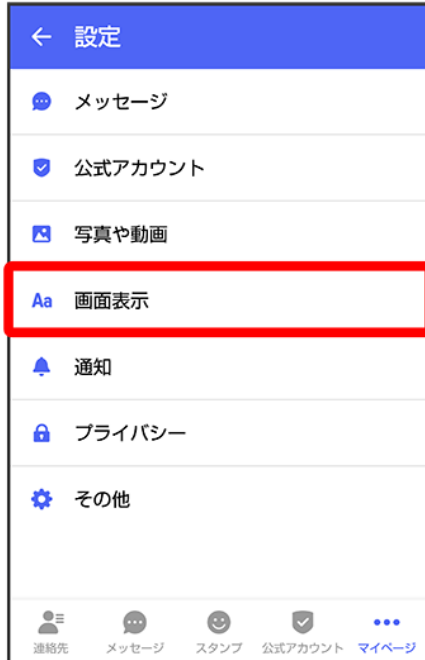 設定
メッセージ
公式アカウント
写真や動画
Aa 画面表示
通知
プライバシー
その他
連絡先 メッセージ スタンプ 公式アカウント マイページ